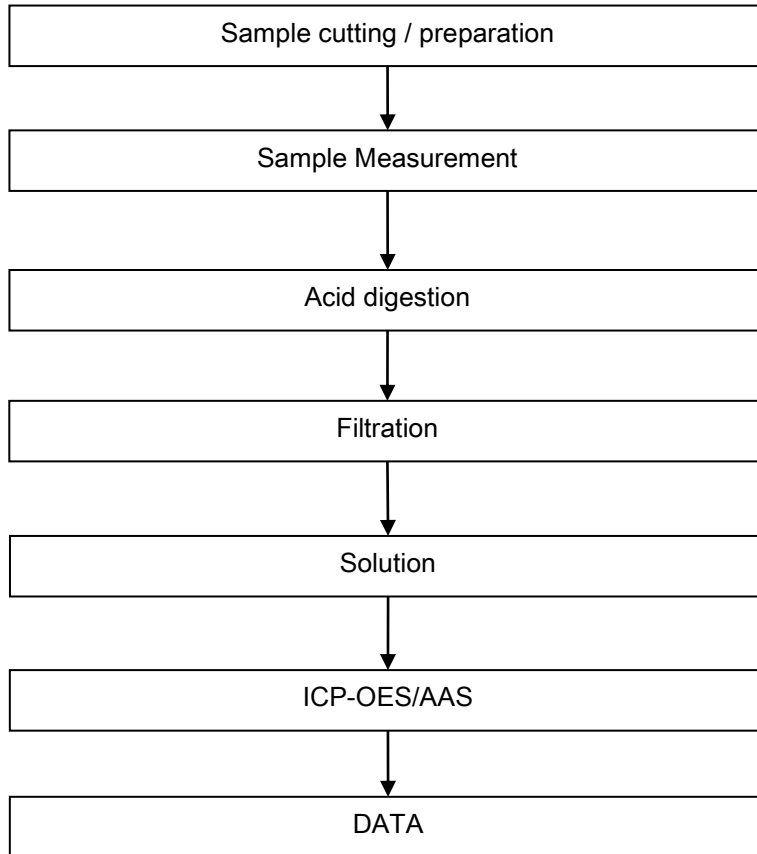 Sample cutting / preparation
Sample Measurement
Acid digestion
Filtration
Solution
ICP-OES/AAS
DATA